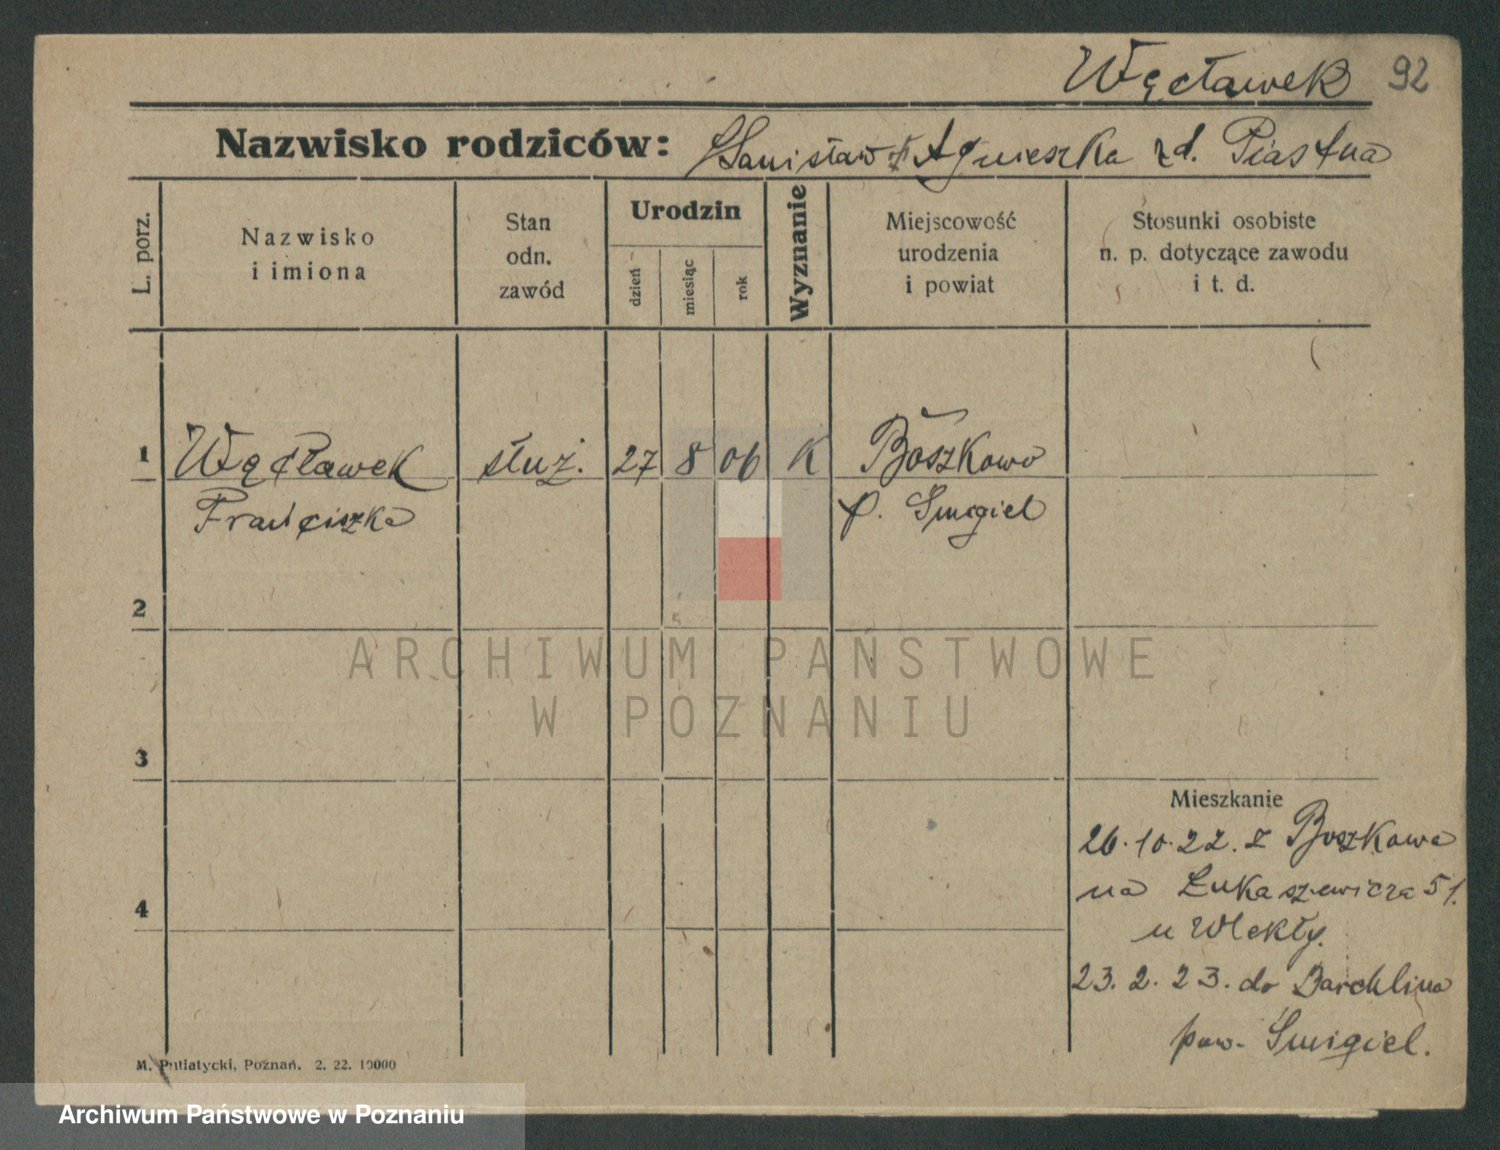 Węcławek 92
Nazwisko rodziców: Stanisław i Agnieszka zd. Piastna
L. porz.
Nazwisko
i imiona
Stan
odn.
zawód
Urodzin
dzień
miesiąc
rok
Wyznanie
Miejscowość
urodzenia
i powiat
Stosunki osobiste
n. p. dotyczące zawodu
i t. d.
1 Węcławek służ. 27 8 06 K Boszkowo
Franciszka p. Smigiel
2
3
4
Mieszkanie
26.10.22. z Boszkowa
na Łukaszewicza 51.
u Wlekły.
23.2.23. do Barchlina
pow. Śmigiel.
M. Putiatycki, Poznań. 2. 22. 10000
ARCHIWUM PAŃSTWOWE
W POZNANIU
Archiwum Państwowe w Poznaniu